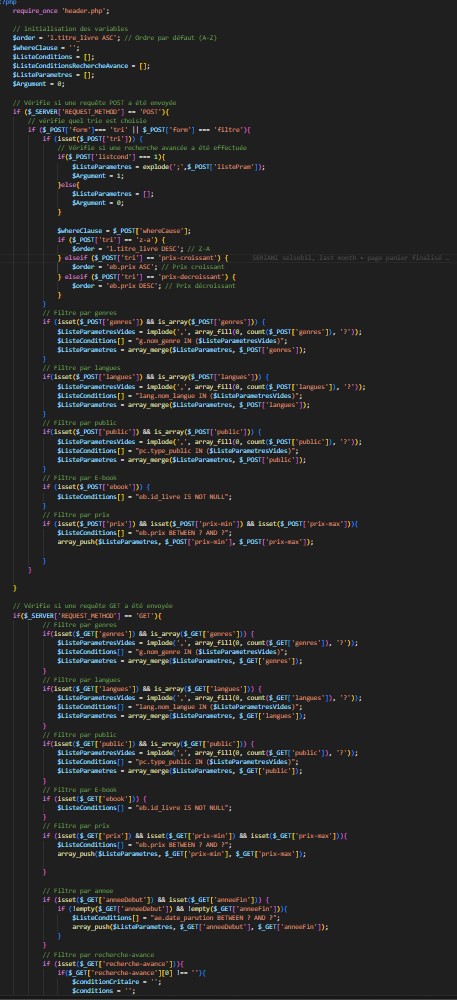 ?php
require_once 'header.php';
// initialisation des variables
$order = 'l.titre_livre ASC'; // Ordre par défaut (A-Z)
$whereClause = '';
$ListeConditions = [];
$ListeConditionsRechercheAvance = [];
$ListeParametres = [];
$Argument = 0;
// Vérifie si une requête POST a été envoyée
if ($_SERVER['REQUEST_METHOD'] == 'POST'){
// vérifie quel trie est choisie
if ($_POST['form']=== 'tri' || $_POST['form'] === 'filtre'){
if (isset($_POST['tri'])) {
// Vérifie si une recherche avancée a été effectuée
if($_POST['listcond'] === 1){
$ListeParametres = explode(';',$_POST['listePram']);
$Argument = 1;
}else{
$ListeParametres = [];
$Argument = 0;
}
$whereClause = $_POST['whereCause'];
if ($_POST['tri'] == 'z-a') {
$order = 'l.titre_livre DESC'; // Z-A
} elseif ($_POST['tri'] == 'prix-croissant') { SERIANI salsobil, last month • page panier finalisé …
$order = 'eb.prix ASC'; // Prix croissant
} elseif ($_POST['tri'] == 'prix-decroissant') {
$order = 'eb.prix DESC'; // Prix décroissant
}
}
// Filtre par genres
if(isset($_POST['genres']) && is_array($_POST['genres'])) {
$ListeParametresVides = implode(',', array_fill(0, count($_POST['genres']), '?'));
$ListeConditions[] = "g.nom_genre IN ($ListeParametresVides)";
$ListeParametres = array_merge($ListeParametres, $_POST['genres']);
}
// Filtre par langues
if(isset($_POST['langues']) && is_array($_POST['langues'])) {
$ListeParametresVides = implode(',', array_fill(0, count($_POST['langues']), '?'));
$ListeConditions[] = "lang.nom_langue IN ($ListeParametresVides)";
$ListeParametres = array_merge($ListeParametres, $_POST['langues']);
}
// Filtre par public
if(isset($_POST['public']) && is_array($_POST['public'])) {
$ListeParametresVides = implode(',', array_fill(0, count($_POST['public']), '?'));
$ListeConditions[] = "pc.type_public IN ($ListeParametresVides)";
$ListeParametres = array_merge($ListeParametres, $_POST['public']);
}
// Filtre par E-book
if (isset($_POST['ebook'])) {
$ListeConditions[] = "eb.id_livre IS NOT NULL";
}
// Filtre par prix
if (isset($_POST['prix']) && isset($_POST['prix-min']) && isset($_POST['prix-max'])){
$ListeConditions[] = "eb.prix BETWEEN ? AND ?";
array_push($ListeParametres, $_POST['prix-min'], $_POST['prix-max']);
}
}
}
// Vérifie si une requête GET a été envoyée
if($_SERVER['REQUEST_METHOD'] == 'GET'){
// Filtre par genres
if(isset($_GET['genres']) && is_array($_GET['genres'])) {
$ListeParametresVides = implode(',', array_fill(0, count($_GET['genres']), '?'));
$ListeConditions[] = "g.nom_genre IN ($ListeParametresVides)";
$ListeParametres = array_merge($ListeParametres, $_GET['genres']);
}
// Filtre par langues
if(isset($_GET['langues']) && is_array($_GET['langues'])) {
$ListeParametresVides = implode(',', array_fill(0, count($_GET['langues']), '?'));
$ListeConditions[] = "lang.nom_langue IN ($ListeParametresVides)";
$ListeParametres = array_merge($ListeParametres, $_GET['langues']);
}
// Filtre par public
if(isset($_GET['public']) && is_array($_GET['public'])) {
$ListeParametresVides = implode(',', array_fill(0, count($_GET['public']), '?'));
$ListeConditions[] = "pc.type_public IN ($ListeParametresVides)";
$ListeParametres = array_merge($ListeParametres, $_GET['public']);
}
// Filtre par E-book
if (isset($_GET['ebook'])) {
$ListeConditions[] = "eb.id_livre IS NOT NULL";
}
// Filtre par prix
if (isset($_GET['prix']) && isset($_GET['prix-min']) && isset($_GET['prix-max'])){
$ListeConditions[] = "eb.prix BETWEEN ? AND ?";
array_push($ListeParametres, $_GET['prix-min'], $_GET['prix-max']);
}
// Filtre par annee
if (isset($_GET['anneeDebut']) && isset($_GET['anneeFin'])) {
if (!empty($_GET['anneeDebut']) && !empty($_GET['anneeFin'])){
$ListeConditions[] = "ae.date_parution BETWEEN ? AND ?";
array_push($ListeParametres, $_GET['anneeDebut'], $_GET['anneeFin']);
}
}
// Filtre par recherche-avance
if (isset($_GET['recherche-avance'])){
if($_GET['recherche-avance'][0] !== ''){
$conditionCritaire = '';
$conditions = '';